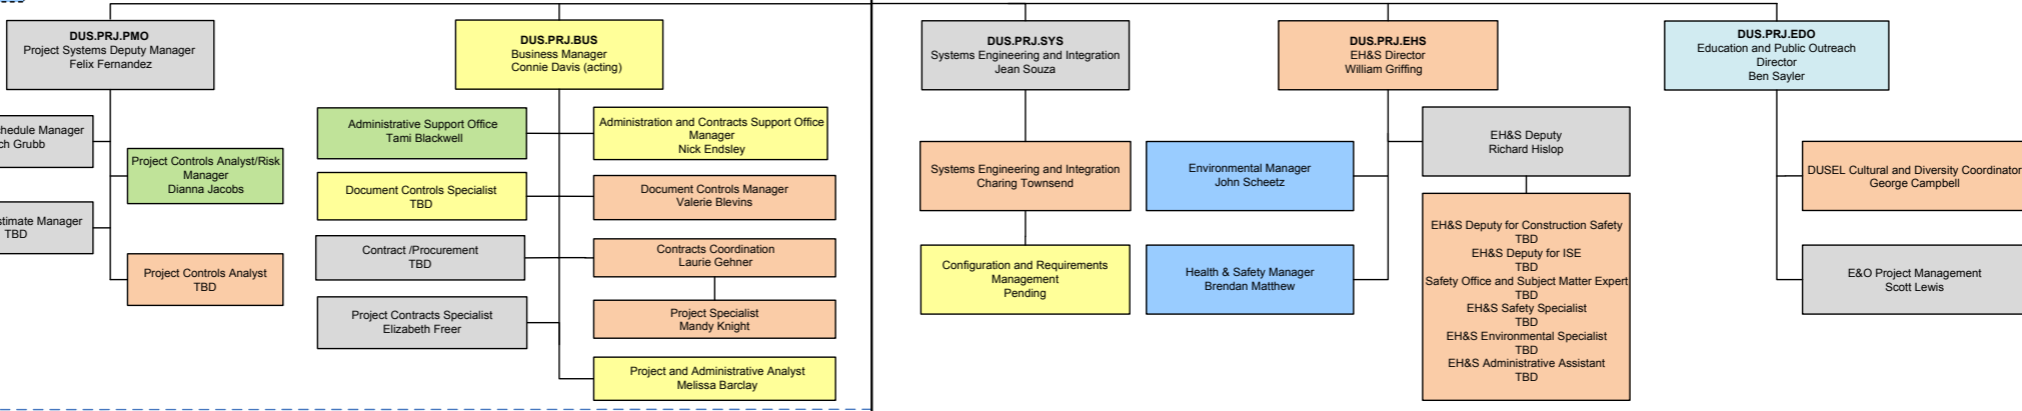 DUS.PRJ.PMO
Project Systems Deputy Manager
Felix Fernandez
Manager
Grubb
Project Controls Analyst/Risk
Manager
Dianna Jacobs
Manager
TBD
Project Controls Analyst
TBD
DUS.PRJ.BUS
Business Manager
Connie Davis (acting)
Administrative Support Office
Tami Blackwell
Administration and Contracts Support Office
Manager
Nick Endsley
Document Controls Specialist
TBD
Document Controls Manager
Valerie Blevins
Contract /Procurement
TBD
Contracts Coordination
Laurie Gehner
Project Contracts Specialist
Elizabeth Freer
Project Specialist
Mandy Knight
Project and Administrative Analyst
Melissa Barclay
DUS.PRJ.SYS
Systems Engineering and Integration
Jean Souza
Systems Engineering and Integration
Charing Townsend
Configuration and Requirements
Management
Pending
DUS.PRJ.EHS
EH&S Director
William Griffing
EH&S Deputy
Richard Hislop
Environmental Manager
John Scheetz
Health & Safety Manager
Brendan Matthew
EH&S Deputy for Construction Safety
TBD
EH&S Deputy for ISE
TBD
Safety Office and Subject Matter Expert
TBD
EH&S Safety Specialist
TBD
EH&S Environmental Specialist
TBD
EH&S Administrative Assistant
TBD
DUS.PRJ.EDO
Education and Public Outreach
Director
Ben Sayler
DUSEL Cultural and Diversity Coordinator
George Campbell
E&O Project Management
Scott Lewis